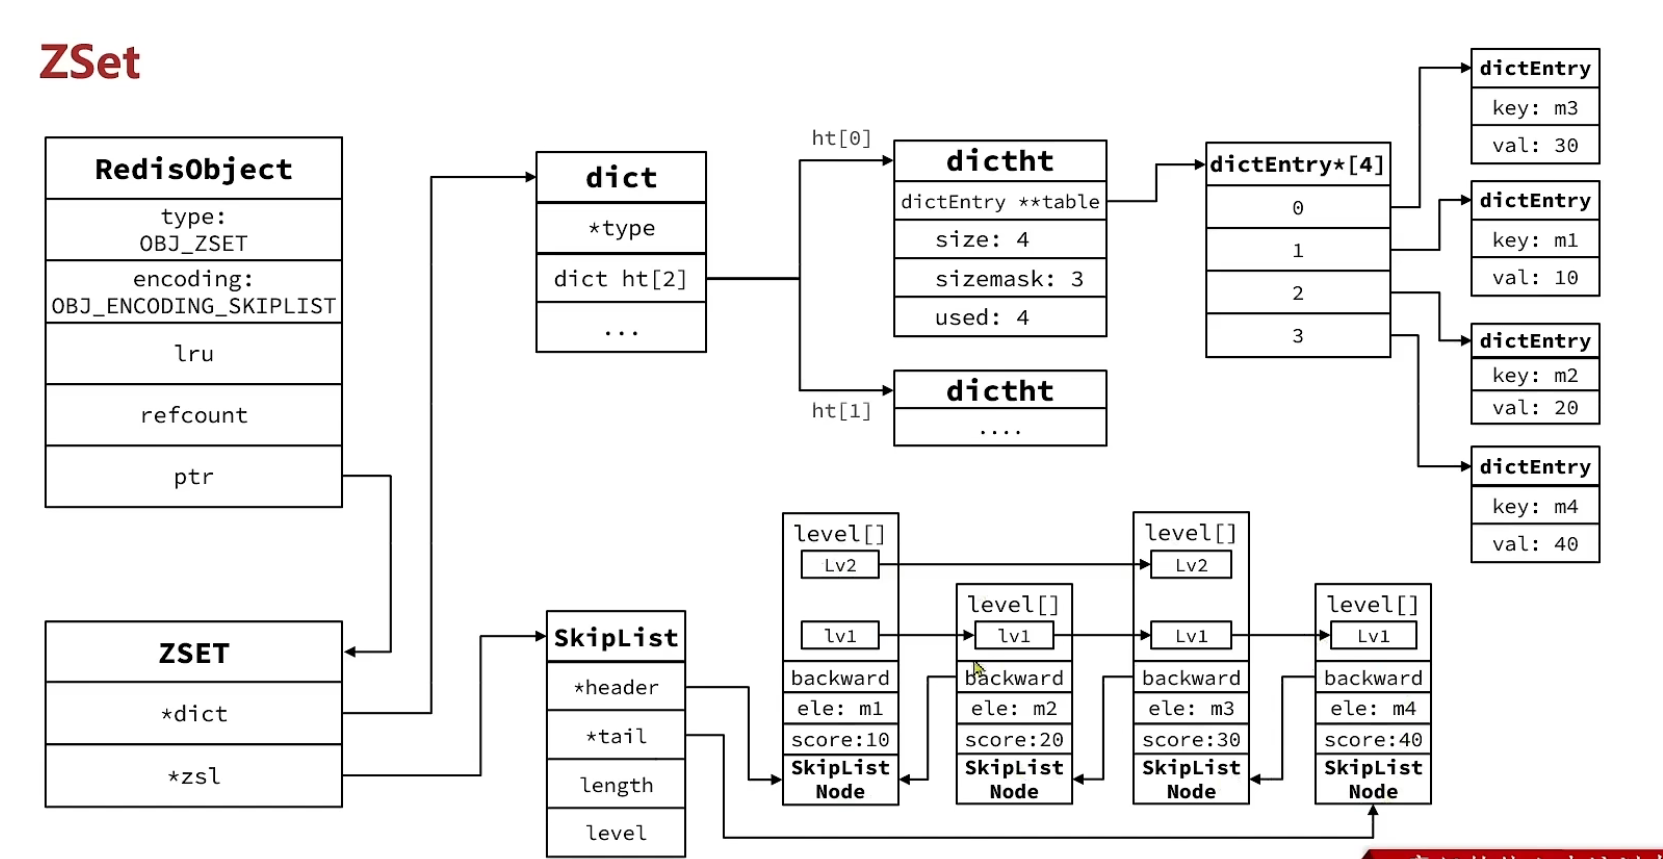 ZSet
RedisObject
type:
OBJ_ZSET
encoding:
OBJ_ENCODING_SKIPLIST
lru
refcount
ptr
ZSET
*dict
*zsl
dict
*type
dict ht[2]
...
ht[0]
ht[1]
dictht
dictEntry **table
size: 4
sizemask: 3
used: 4
dictht
....
dictEntry*[4]
0
1
2
3
dictEntry
key: m3
val: 30
dictEntry
key: m1
val: 10
dictEntry
key: m2
val: 20
dictEntry
key: m4
val: 40
SkipList
*header
*tail
length
level
level[]
Lv2
lv1
backward
ele: m1
score:10
SkipList
Node
level[]
lv1
backward
ele: m2
score:20
SkipList
Node
level[]
Lv2
Lv1
backward
ele: m3
score:30
SkipList
Node
level[]
Lv1
backward
ele: m4
score:40
SkipList
Node